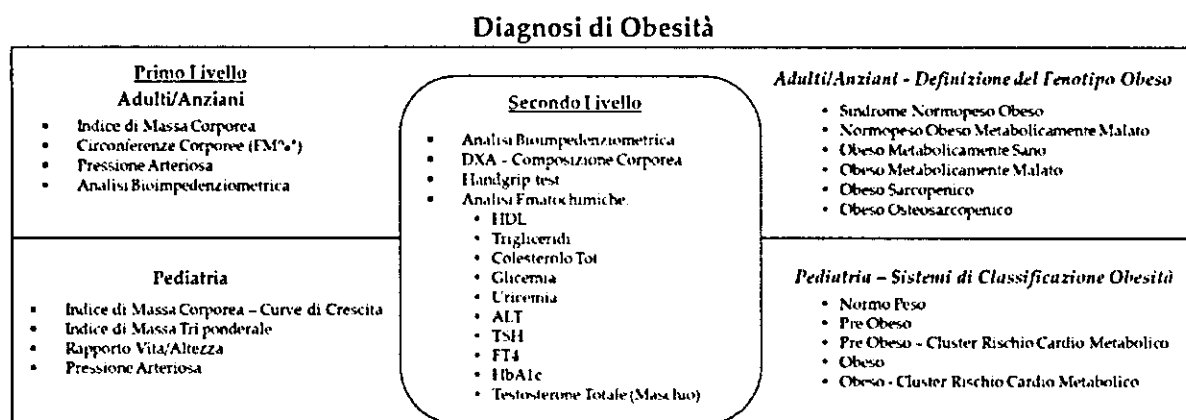 Diagnosi di Obesità
Primo Livello
Adulti/Anziani
• Indice di Massa Corporea
• Circonferenze Corporee (FM%*)
• Pressione Arteriosa
• Analisi Bioimpedenziometrica
Pediatria
• Indice di Massa Corporea – Curve di Crescita
• Indice di Massa Tri ponderale
• Rapporto Vita/Altezza
• Pressione Arteriosa
Secondo Livello
• Analisi Bioimpedenziometrica
• DXA - Composizione Corporea
• Handgrip test
• Analisi Ematochimiche:
• HDL
• Trigliceridi
• Colesterolo Tot
• Glicemia
• Uricemia
• ALT
• TSH
• FT4
• HbA1c
• Testosterone Totale (Maschio)
Adulti/Anziani - Definizione del Fenotipo Obeso
• Sindrome Normopeso Obeso
• Normopeso Obeso Metabolicamente Malato
• Obeso Metabolicamente Sano
• Obeso Metabolicamente Malato
• Obeso Sarcopenico
• Obeso Osteosarcopenico
Pediatria – Sistemi di Classificazione Obesità
• Normo Peso
• Pre Obeso
• Pre Obeso - Cluster Rischio Cardio Metabolico
• Obeso
• Obeso - Cluster Rischio Cardio Metabolico